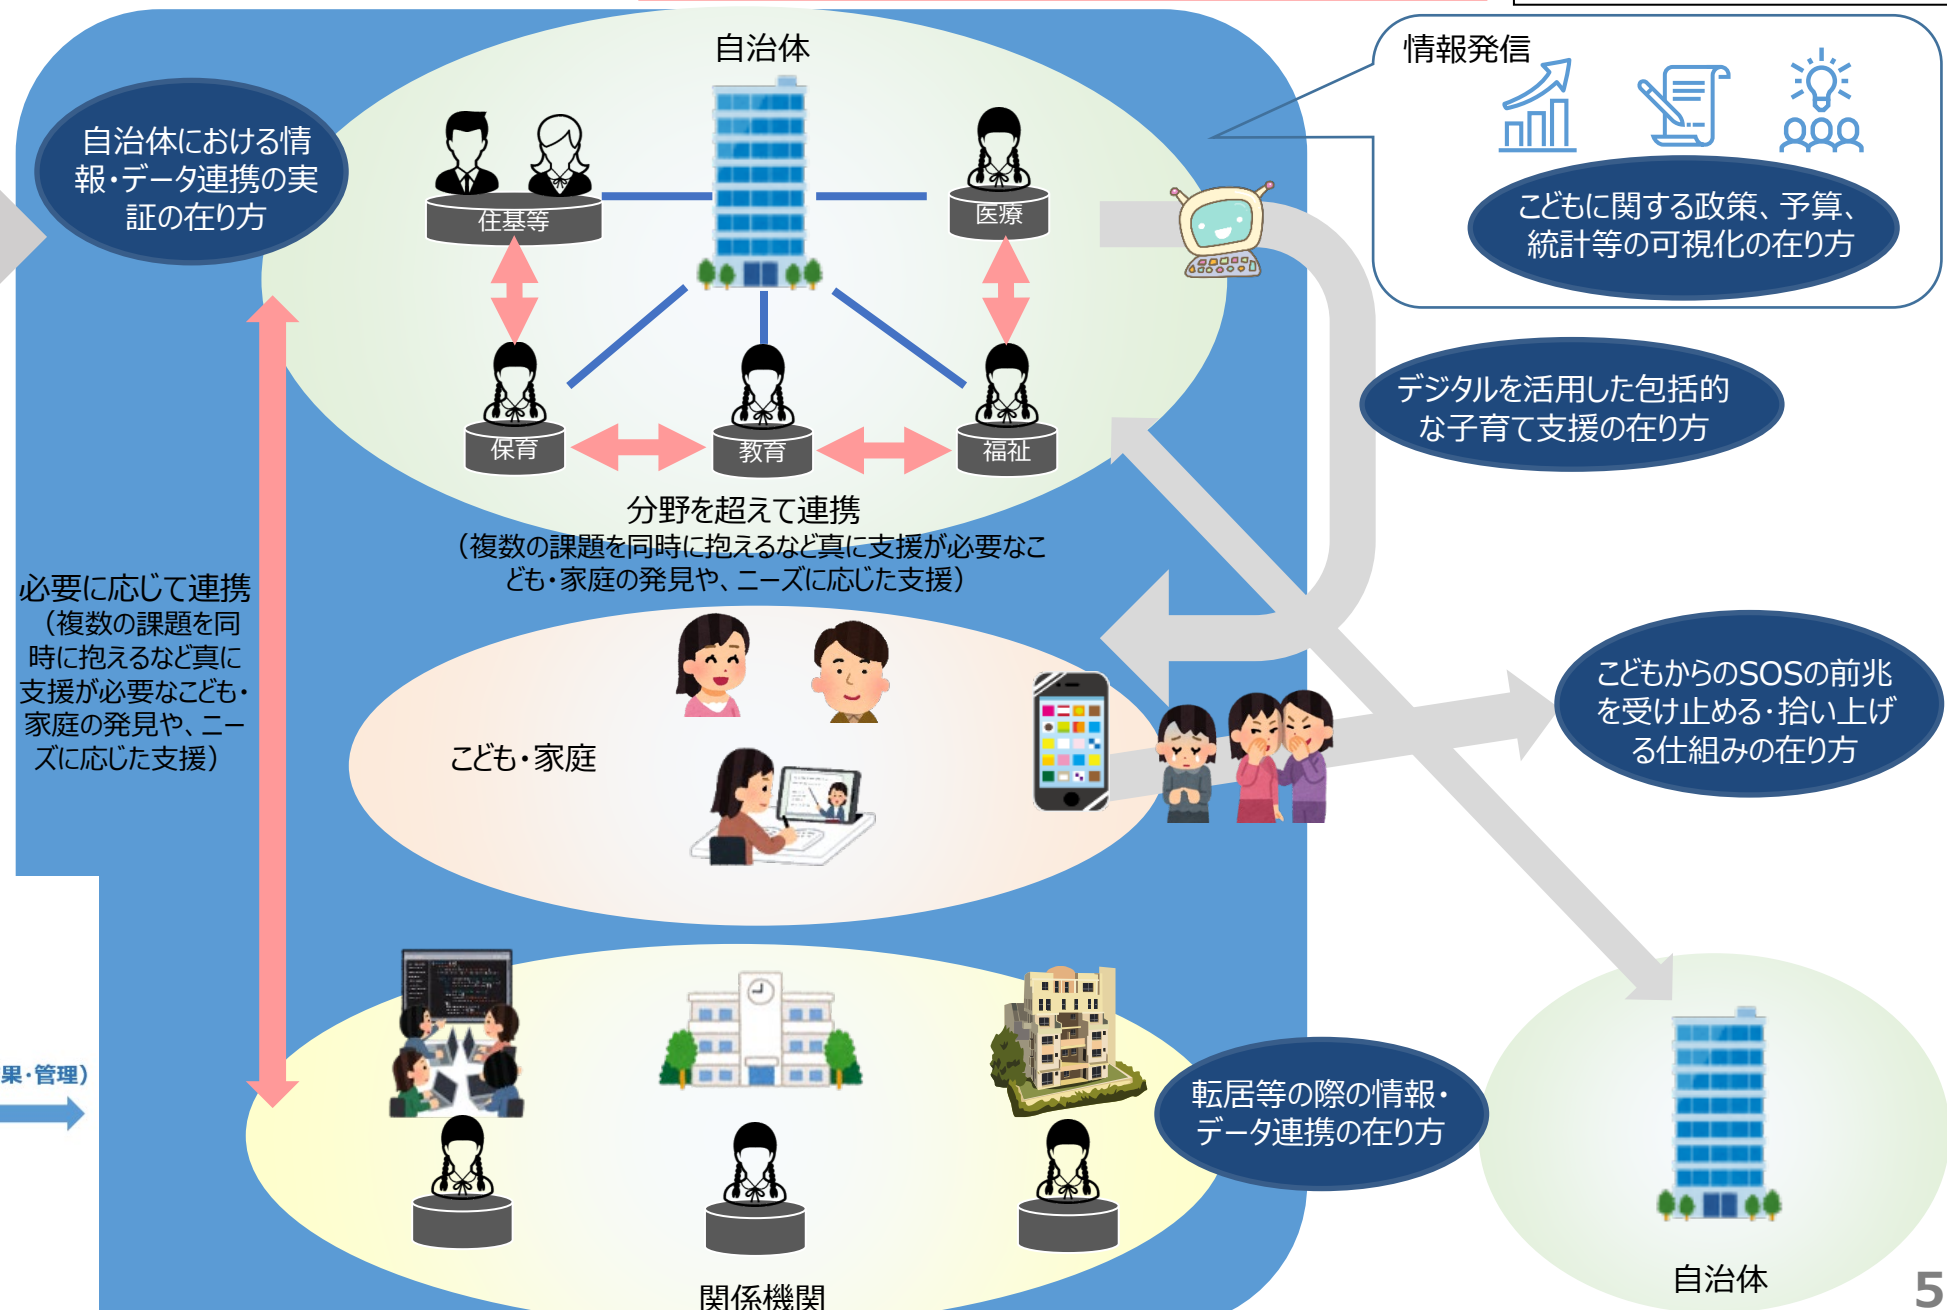 自治体
情報発信
自治体における情
報・データ連携の実
証の在り方
住基等
医療
こどもに関する政策、予算、
統計等の可視化の在り方
デジタルを活用した包括的
な子育て支援の在り方
保育
教育
福祉
分野を超えて連携
（複数の課題を同時に抱えるなど真に支援が必要なこ
ども・家庭の発見や、ニーズに応じた支援）
必要に応じて連携
（複数の課題を同
時に抱えるなど真に
支援が必要なこども・
家庭の発見や、ニー
ズに応じた支援）
こども・家庭
こどもからのSOSの前兆
を受け止める・拾い上げ
る仕組みの在り方
果・管理）
転居等の際の情報・
データ連携の在り方
関係機関
自治体
5